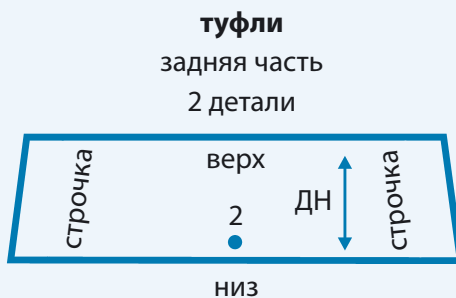 туфли
задняя часть
2 детали
верх
строчка
2
ДН
строчка
низ